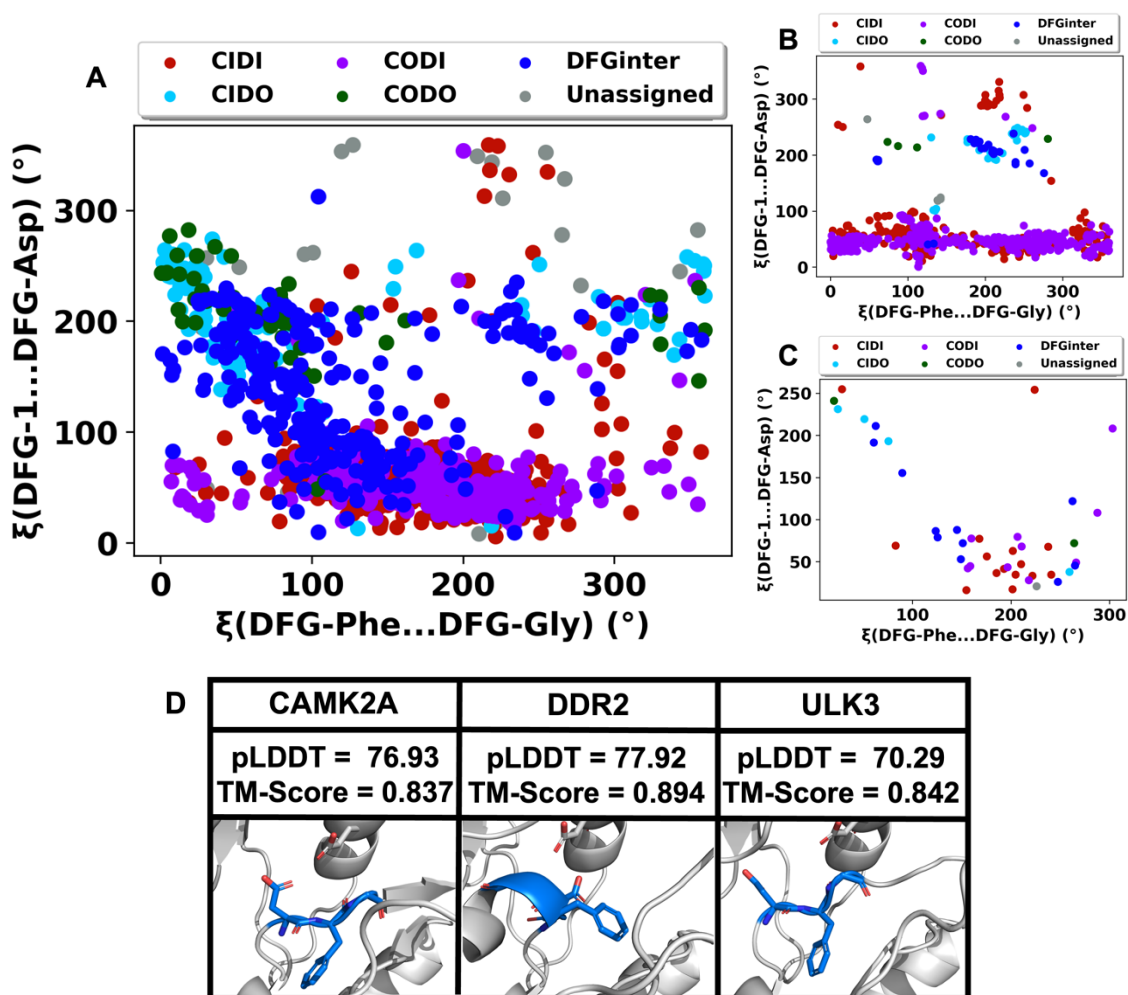 A
CIDI CODI DFGinter
CIDO CODO Unassigned
ξ(DFG-1...DFG-Asp) (°)
300
200
100
0
0 100 200 300
ξ(DFG-Phe...DFG-Gly) (°)
B
CIDI CODI DFGinter
CIDO CODO Unassigned
ξ(DFG-1...DFG-Asp) (°)
300
200
100
0
0 100 200 300
ξ(DFG-Phe...DFG-Gly) (°)
C
CIDI CODI DFGinter
CIDO CODO Unassigned
ξ(DFG-1...DFG-Asp) (°)
250
200
150
100
50
100 200 300
ξ(DFG-Phe...DFG-Gly) (°)
D
CAMK2A DDR2 ULK3
pLDDT = 76.93 pLDDT = 77.92 pLDDT = 70.29
TM-Score = 0.837 TM-Score = 0.894 TM-Score = 0.842